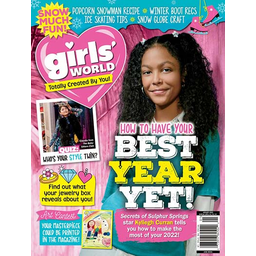 SNOW
MUCH
FUN!
POPCORN SNOWMAN RECIPE • WINTER BOOT RECS
ICE SKATING TIPS • SNOW GLOBE CRAFT
girls'
WORLD
Totally Created By You!
QUIZ:
WHO'S YOUR STYLE TWIN?
HOW TO HAVE YOUR
BEST
YEAR
YET!
Find out what
your jewelry box
reveals about you!
Secrets of Sulphur Springs
star Kyliegh Curran tells
you how to make the
most of your 2022!
Art Contest
YOUR MASTERPIECE
COULD BE PRINTED
IN THE MAGAZINE!